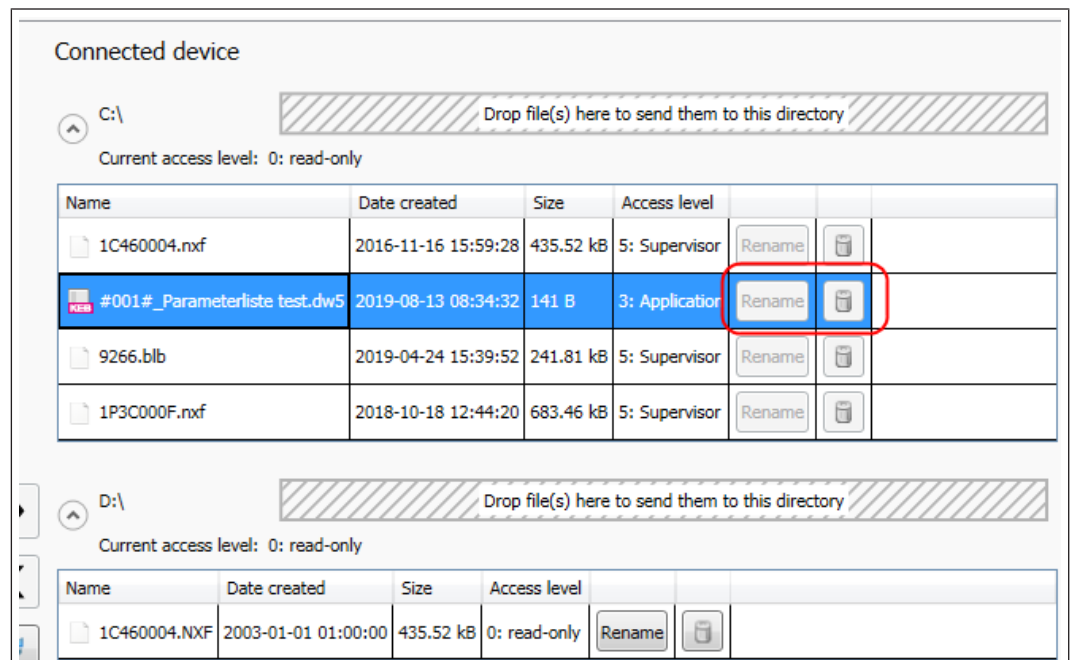 Connected device
C:\ Drop file(s) here to send them to this directory
Current access level: 0: read-only
Name Date created Size Access level
1C460004.nxf 2016-11-16 15:59:28 435.52 kB 5: Supervisor Rename
KEB #001#_Parameterliste test.dw5 2019-08-13 08:34:32 141 B 3: Application Rename
9266.blb 2019-04-24 15:39:52 241.81 kB 5: Supervisor Rename
1P3C000F.nxf 2018-10-18 12:44:20 683.46 kB 5: Supervisor Rename
D:\ Drop file(s) here to send them to this directory
Current access level: 0: read-only
Name Date created Size Access level
1C460004.NXF 2003-01-01 01:00:00 435.52 kB 0: read-only Rename